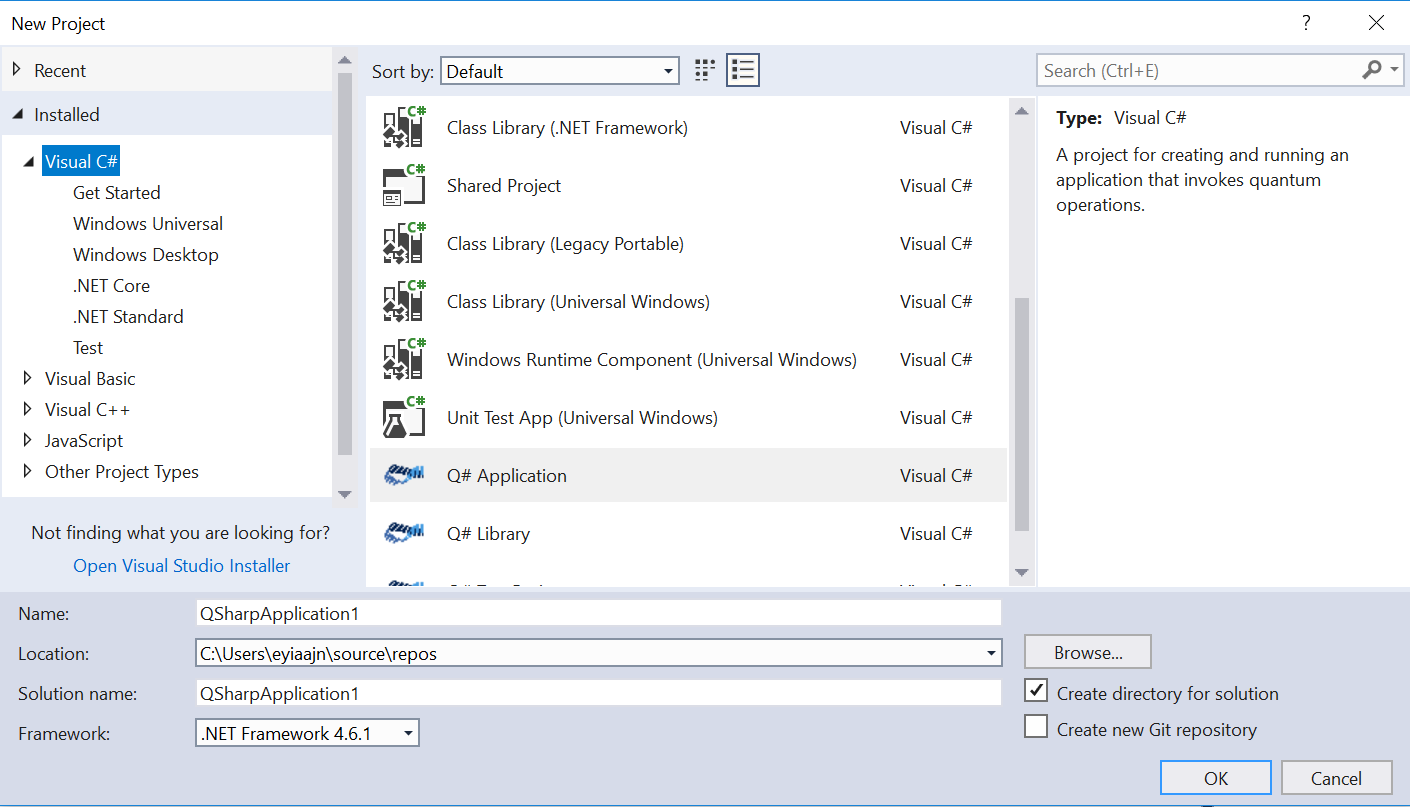 New Project
?
Recent
Installed
Visual C#
Get Started
Windows Universal
Windows Desktop
.NET Core
.NET Standard
Test
Visual Basic
Visual C++
JavaScript
Other Project Types
Not finding what you are looking for?
Open Visual Studio Installer
Sort by: Default
C# Class Library (.NET Framework) Visual C#
C# Shared Project Visual C#
C# Class Library (Legacy Portable) Visual C#
C# Class Library (Universal Windows) Visual C#
C# Windows Runtime Component (Universal Windows) Visual C#
C# Unit Test App (Universal Windows) Visual C#
Q# Application Visual C#
Q# Library Visual C#
Search (Ctrl+E)
Type: Visual C#
A project for creating and running an
application that invokes quantum
operations.
Name: QSharpApplication1
Location: C:\Users\eyiaajn\source\repos
Browse...
Solution name: QSharpApplication1
Create directory for solution
Framework: .NET Framework 4.6.1
Create new Git repository
OK Cancel